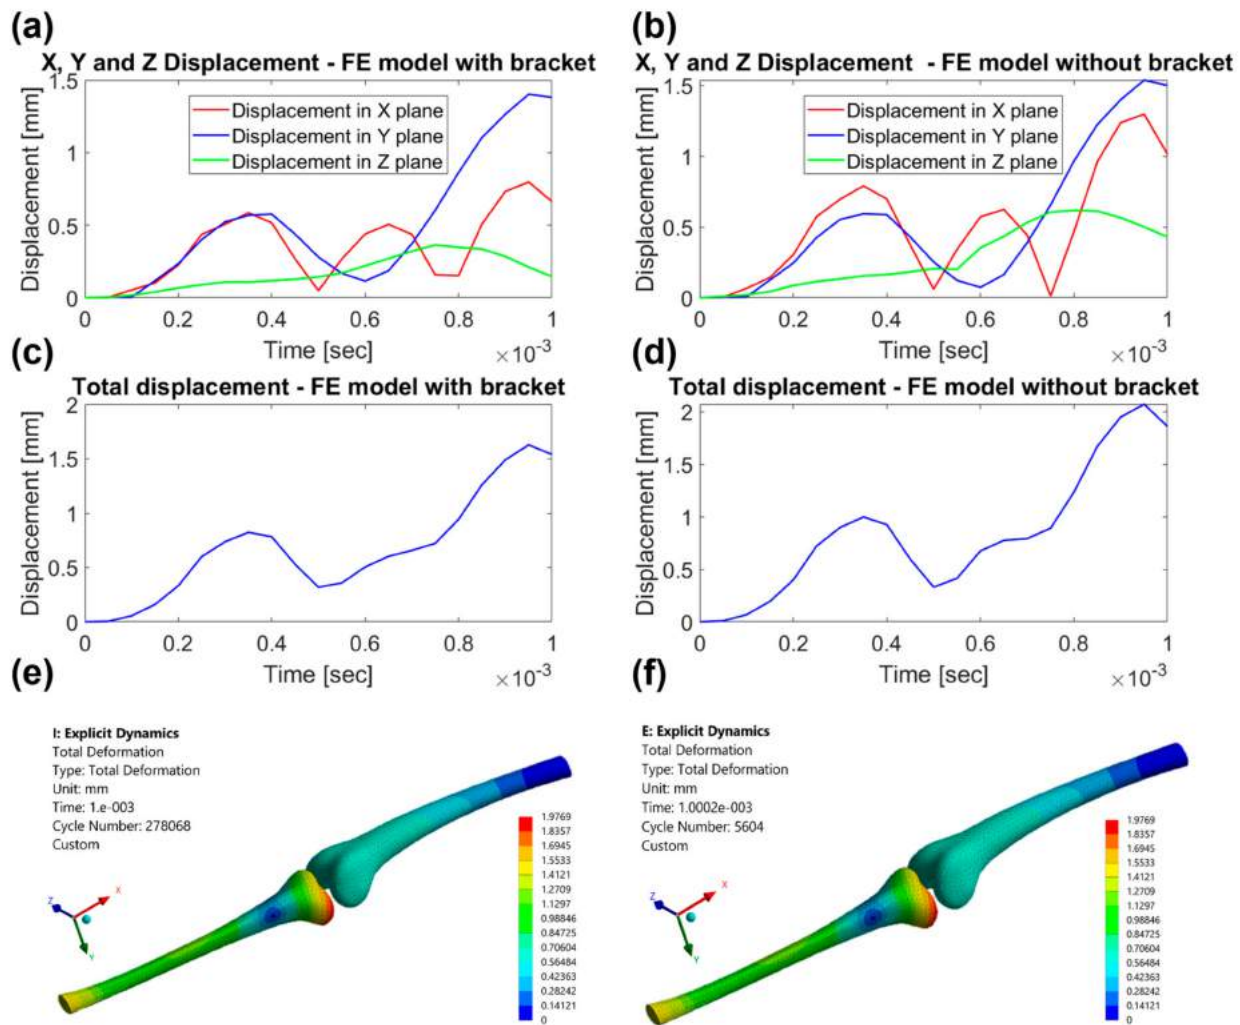 (a)
X, Y and Z Displacement - FE model with bracket
Displacement [mm]
1.5
1
0.5
0
Displacement in X plane
Displacement in Y plane
Displacement in Z plane
0 0.2 0.4 0.6 0.8 1
Time [sec] ×10⁻³
(b)
X, Y and Z Displacement - FE model without bracket
Displacement [mm]
1.5
1
0.5
0
Displacement in X plane
Displacement in Y plane
Displacement in Z plane
0 0.2 0.4 0.6 0.8 1
Time [sec] ×10⁻³
(c)
Total displacement - FE model with bracket
Displacement [mm]
2
1.5
1
0.5
0
0 0.2 0.4 0.6 0.8 1
Time [sec] ×10⁻³
(d)
Total displacement - FE model without bracket
Displacement [mm]
2
1.5
1
0.5
0
0 0.2 0.4 0.6 0.8 1
Time [sec] ×10⁻³
(e)
I: Explicit Dynamics
Total Deformation
Type: Total Deformation
Unit: mm
Time: 1.e-003
Cycle Number: 278068
Custom
Z X
Y
1.9769
1.8357
1.6945
1.5533
1.4121
1.2709
1.1297
0.98846
0.84725
0.70604
0.56484
0.42363
0.28242
0.14121
0
(f)
E: Explicit Dynamics
Total Deformation
Type: Total Deformation
Unit: mm
Time: 1.0002e-003
Cycle Number: 5604
Custom
Z X
Y
1.9769
1.8357
1.6945
1.5533
1.4121
1.2709
1.1297
0.98846
0.84725
0.70604
0.56484
0.42363
0.28242
0.14121
0